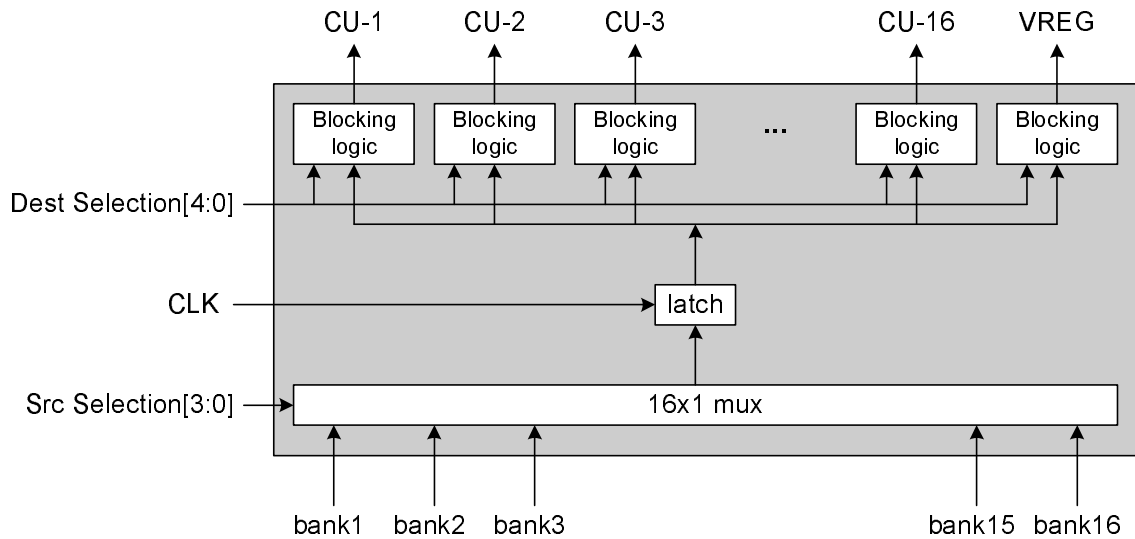 CU-1 CU-2 CU-3 CU-16 VREG
Blocking logic
Blocking logic
Blocking logic
...
Blocking logic
Blocking logic
Dest Selection[4:0]
CLK
latch
Src Selection[3:0]
16x1 mux
bank1 bank2 bank3 bank15 bank16